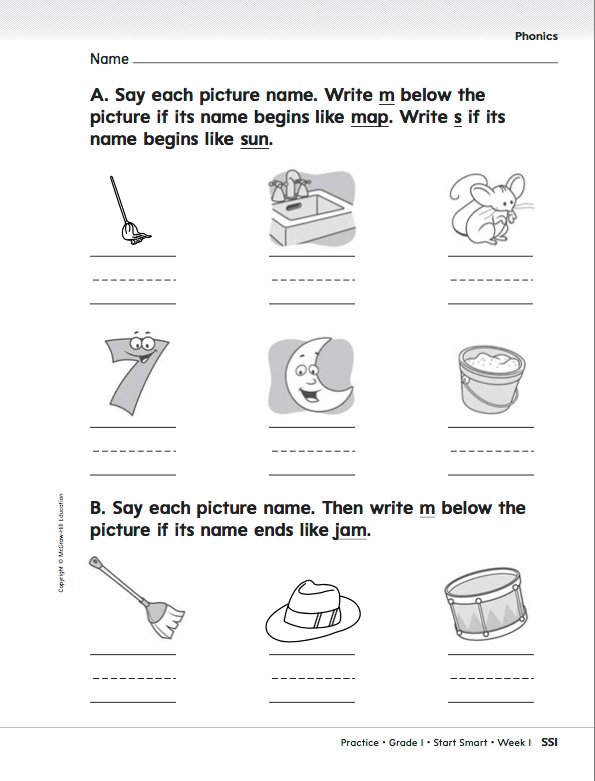 Phonics
Name
A. Say each picture name. Write m below the
picture if its name begins like map. Write s if its
name begins like sun.
7
B. Say each picture name. Then write m below the
picture if its name ends like jam.
Copyright © McGraw-Hill Education
Practice • Grade 1 • Start Smart • Week 1 SS1